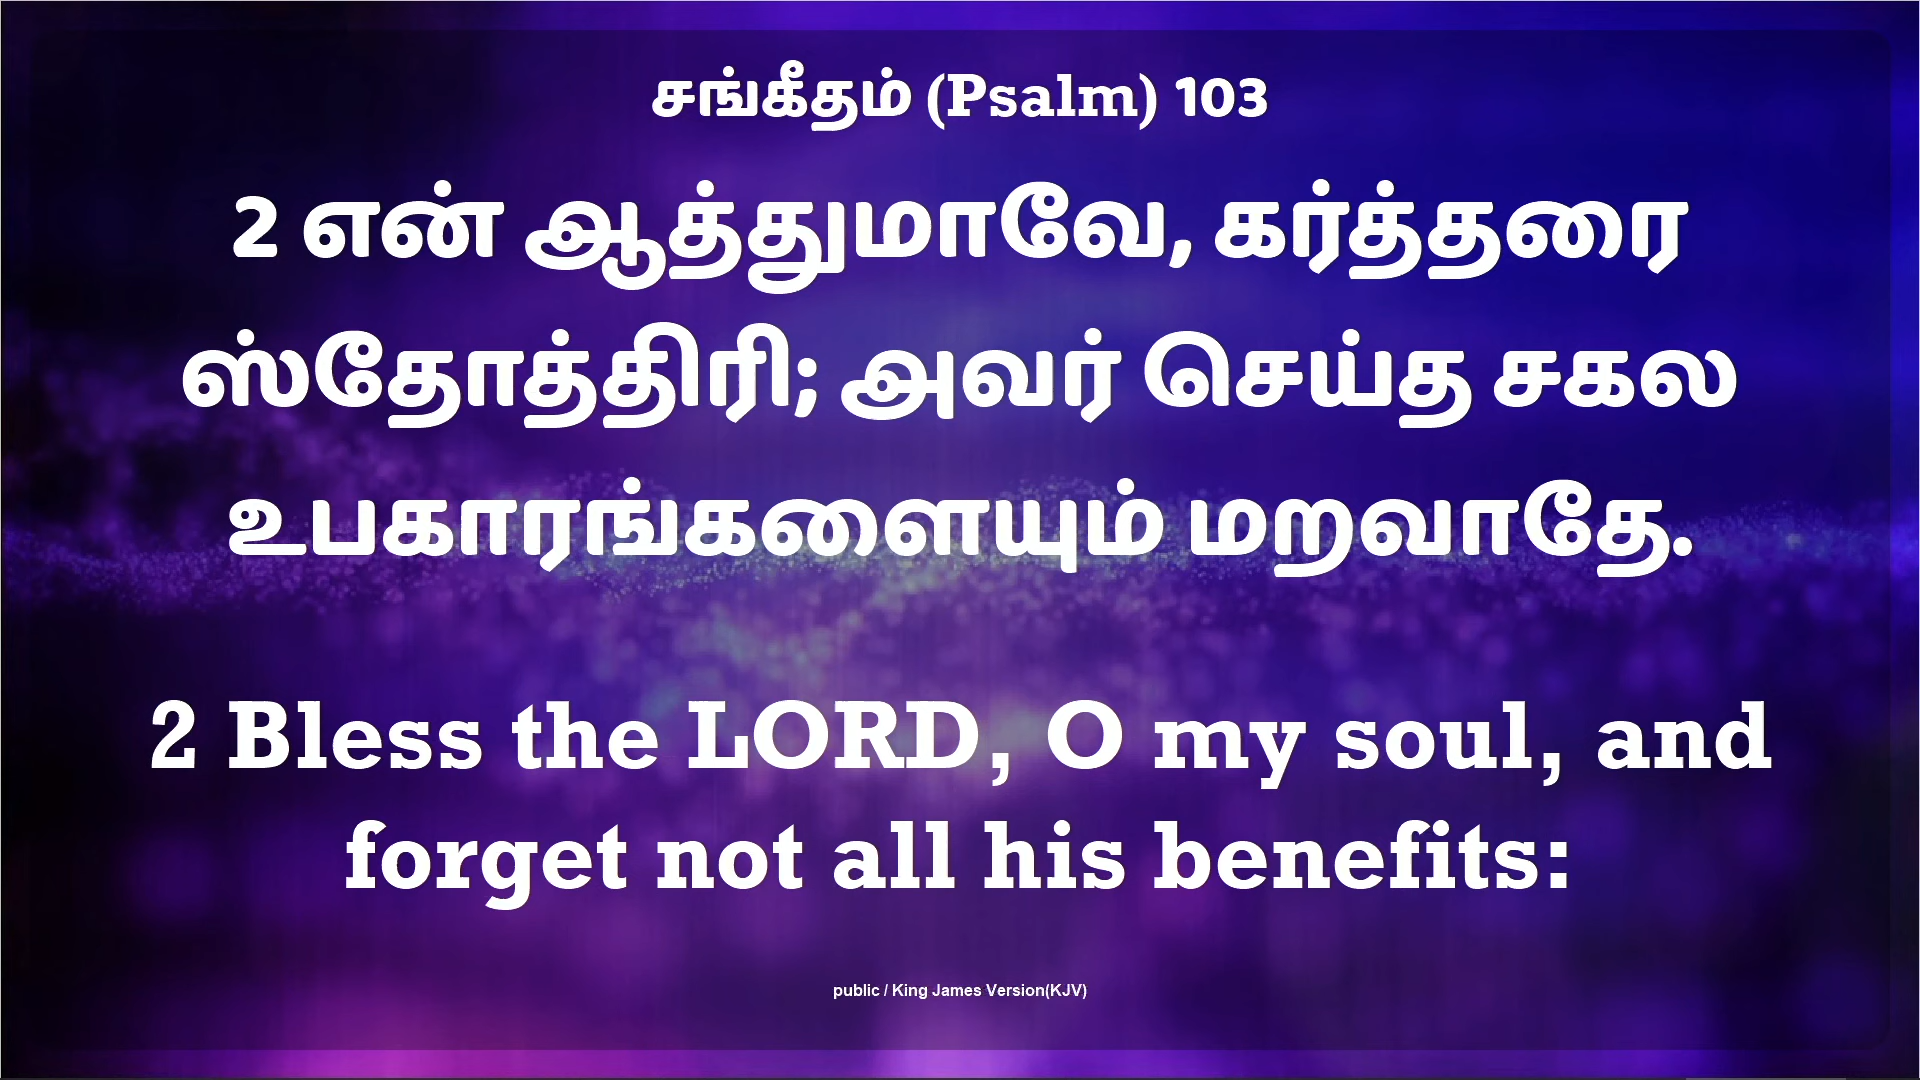 சங்கீதம் (Psalm) 103
2 என் ஆத்துமாவே, கர்த்தரை
ஸ்தோத்திரி; அவர் செய்த சகல
உபகாரங்களையும் மறவாதே.
2 Bless the LORD, O my soul, and
forget not all his benefits:
public / King James Version(KJV)